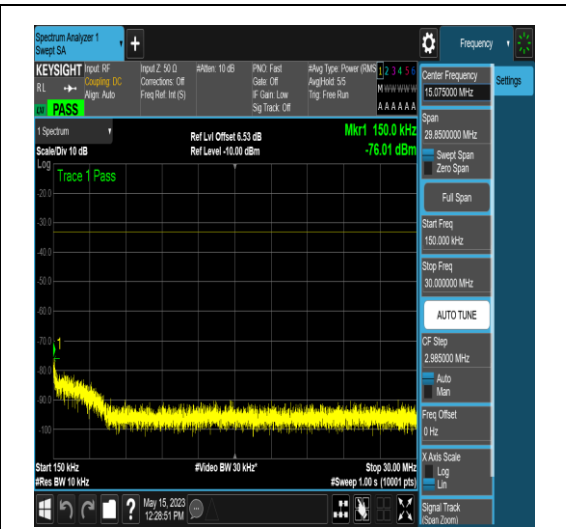 Spectrum Analyzer 1
Swept SA
+
Frequency
KEYSIGHT
RL
PASS
Input: RF
Coupling: DC
Align: Auto
Input Z: 50 Ω
Corrections: Off
Freq Ref: Int (S)
#Atten: 10 dB
PNO: Fast
Gate: Off
IF Gain: Low
Sig Track: Off
#Avg Type: Power (RMS
Avg|Hold: 5/5
Trig: Free Run
1 2 3 4 5 6
M W W W W W
A A A A A A
1 Spectrum
Scale/Div 10 dB
Ref Lvl Offset 6.53 dB
Ref Level -10.00 dBm
Mkr1 150.0 kHz
-76.01 dBm
Log
Trace 1 Pass
-20.0
-30.0
-40.0
-50.0
-60.0
-70.0
-80.0
-90.0
-100
1
Start 150 kHz
#Res BW 10 kHz
#Video BW 30 kHz*
Stop 30.00 MHz
#Sweep 1.00 s (10001 pts)
?
May 15, 2023
12:28:51 PM
Center Frequency
15.075000 MHz
Settings
Span
29.8500000 MHz
Swept Span
Zero Span
Full Span
Start Freq
150.000 kHz
Stop Freq
30.000000 MHz
AUTO TUNE
CF Step
2.985000 MHz
Auto
Man
Freq Offset
0 Hz
X Axis Scale
Log
Lin
Signal Track
(Span Zoom)